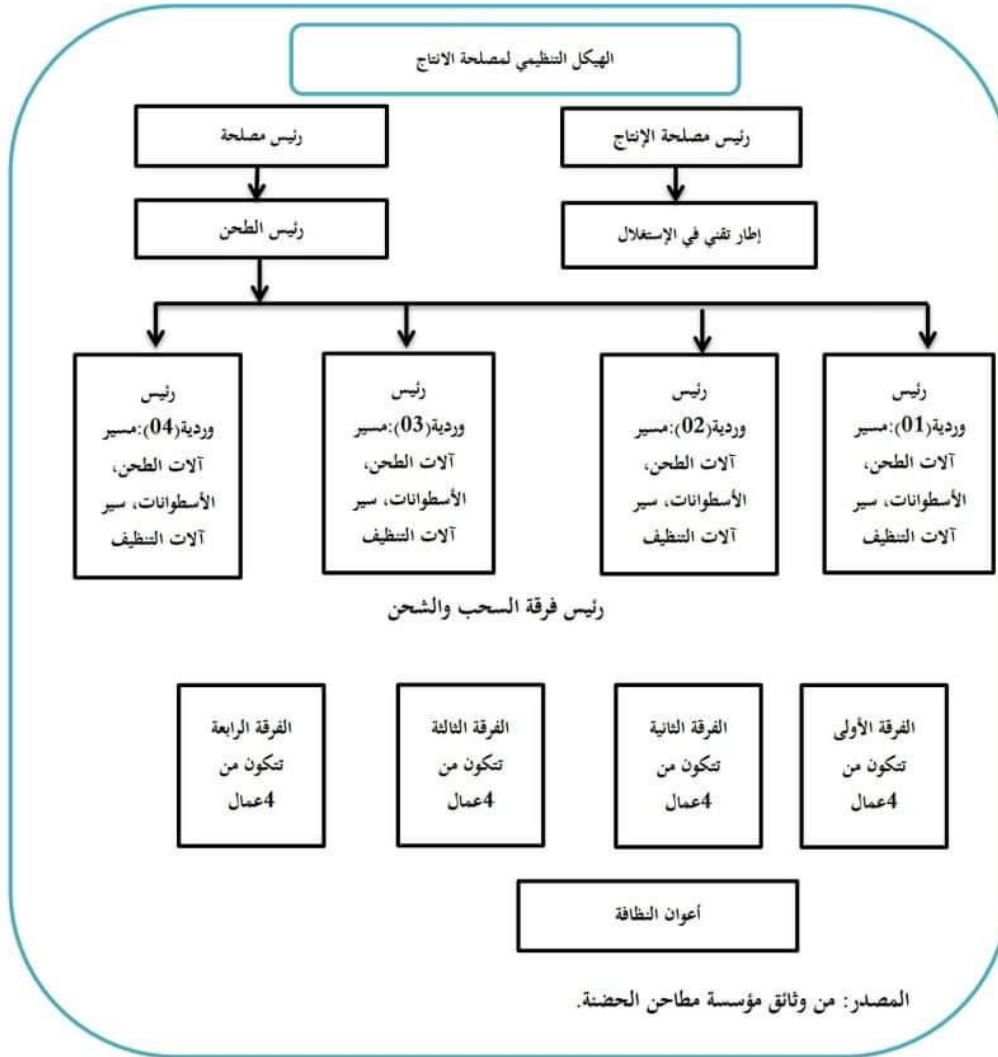 الهيكل التنظيمي لمصلحة الانتاج
رئيس مصلحة الإنتاج
رئيس مصلحة
إطار تقني في الإستغلال
رئيس الطحن
رئيس
وردية(01):مسير
آلات الطحن،
الأسطوانات، سير
آلات التنظيف
رئيس
وردية(02):مسير
آلات الطحن،
الأسطوانات، سير
آلات التنظيف
رئيس
وردية(03):مسير
آلات الطحن،
الأسطوانات، سير
آلات التنظيف
رئيس
وردية(04):مسير
آلات الطحن،
الأسطوانات، سير
آلات التنظيف
رئيس فرقة السحب والشحن
الفرقة الأولى
تتكون من
4عمال
الفرقة الثانية
تتكون من
4عمال
الفرقة الثالثة
تتكون من
4عمال
الفرقة الرابعة
تتكون من
4عمال
أعوان النظافة
المصدر: من وثائق مؤسسة مطاحن الحضنة.